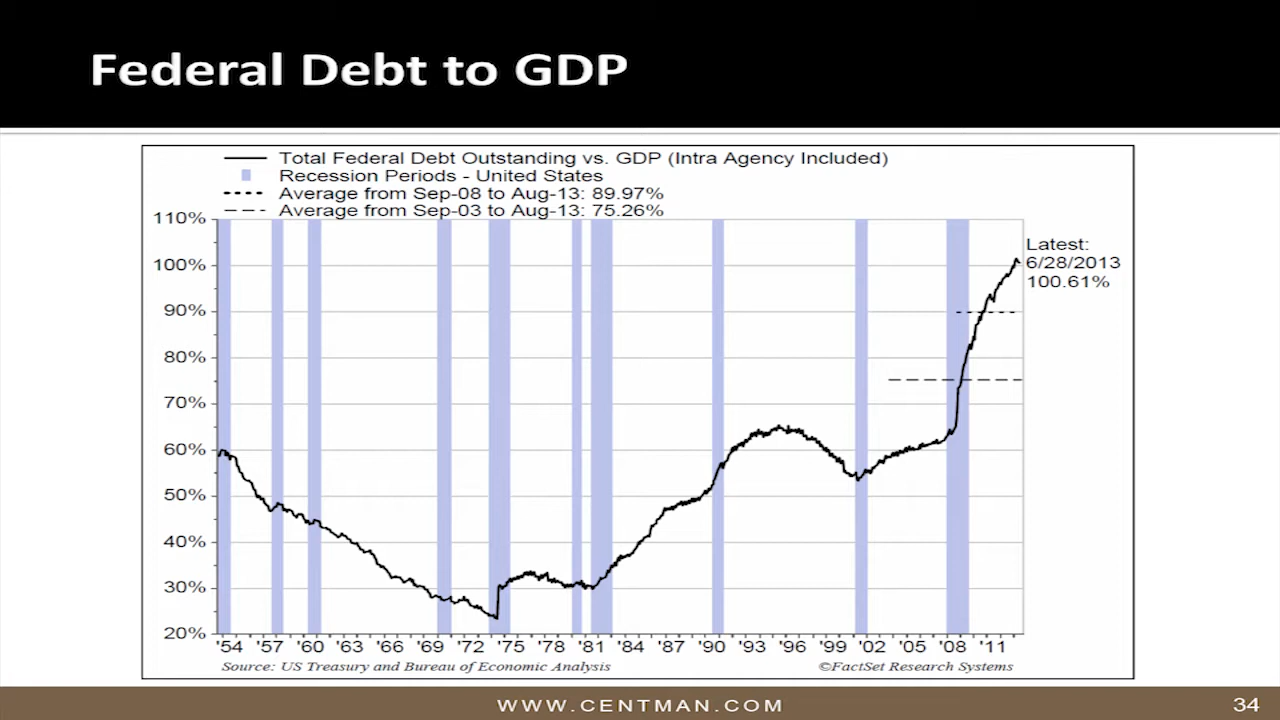 Federal Debt to GDP
Total Federal Debt Outstanding vs. GDP (Intra Agency Included)
Recession Periods - United States
Average from Sep-08 to Aug-13: 89.97%
Average from Sep-03 to Aug-13: 75.26%
110%
100%
90%
80%
70%
60%
50%
40%
30%
20%
Latest:
6/28/2013
100.61%
'54 '57 '60 '63 '66 '69 '72 '75 '78 '81 '84 '87 '90 '93 '96 '99 '02 '05 '08 '11
Source: US Treasury and Bureau of Economic Analysis
©FactSet Research Systems
WWW.CENTMAN.COM
34